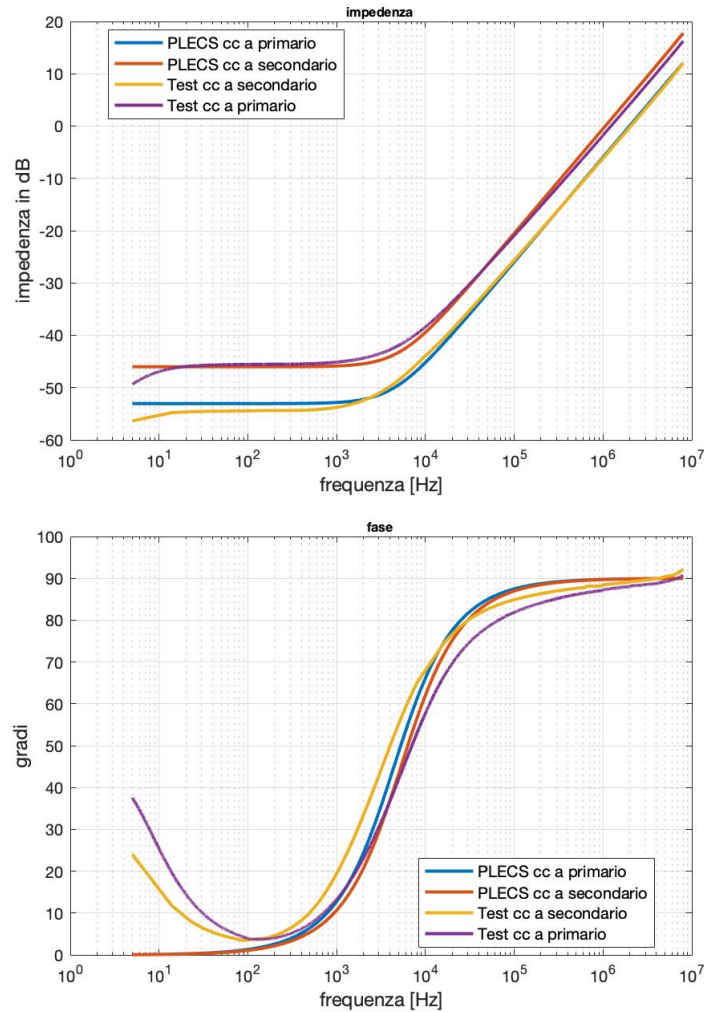 impedenza
20
10
0
-10
-20
-30
-40
-50
-60
impedenza in dB
PLECS cc a primario
PLECS cc a secondario
Test cc a secondario
Test cc a primario
10^0 10^1 10^2 10^3 10^4 10^5 10^6 10^7
frequenza [Hz]
fase
100
90
80
70
60
50
40
30
20
10
0
gradi
PLECS cc a primario
PLECS cc a secondario
Test cc a secondario
Test cc a primario
10^0 10^1 10^2 10^3 10^4 10^5 10^6 10^7
frequenza [Hz]